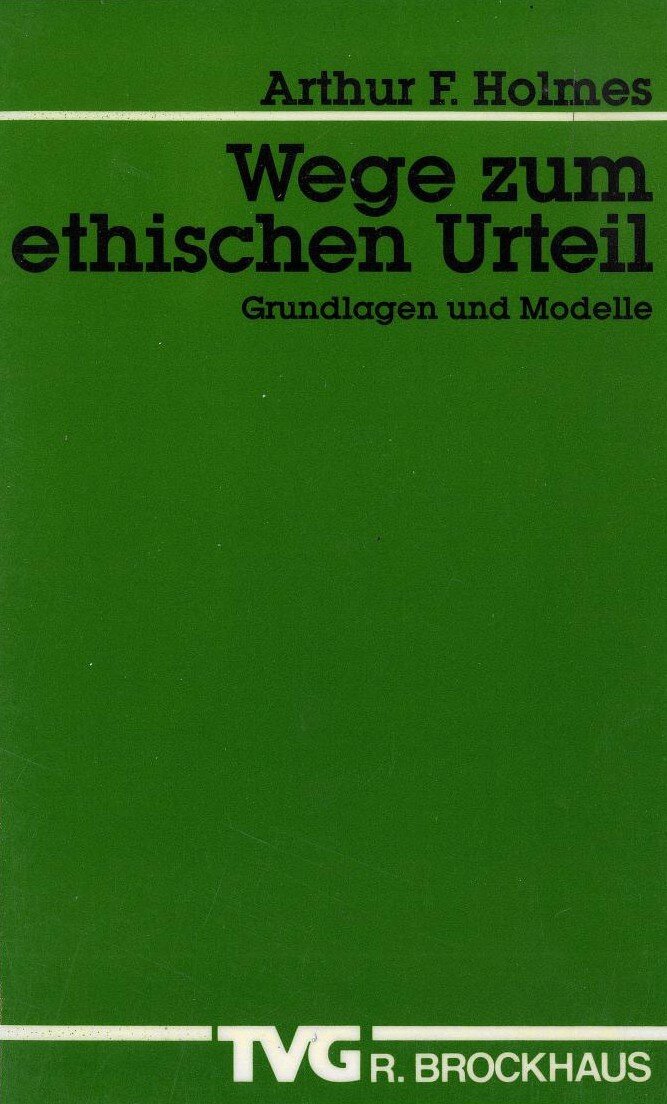 Arthur F. Holmes
Wege zum
ethischen Urteil
Grundlagen und Modelle
TVG R. BROCKHAUS